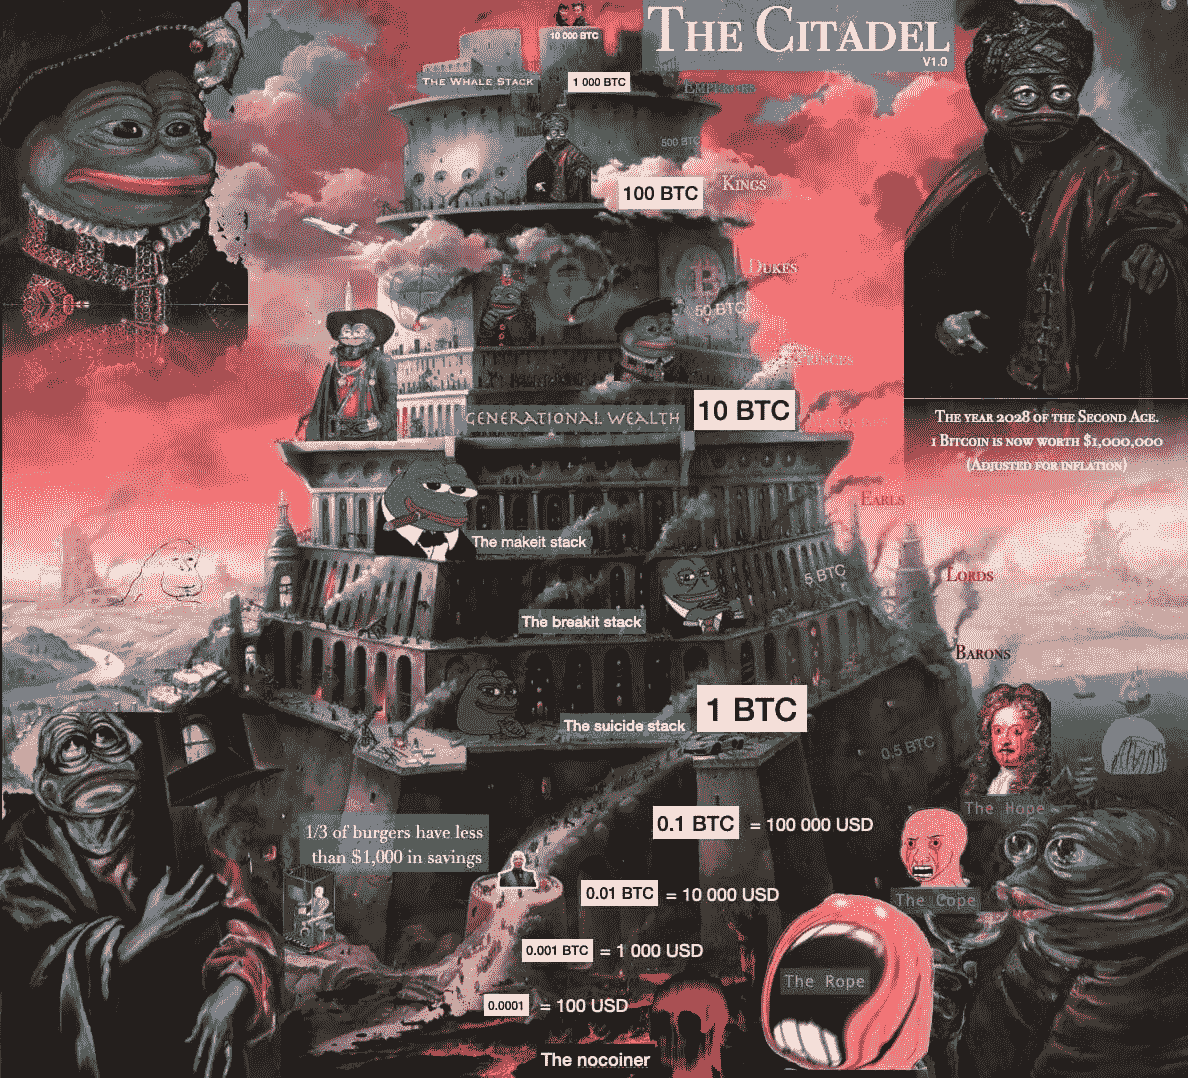 THE CITADEL
V1.0
10 000 BTC
THE WHALE STACK
1 000 BTC
EMPERORS
500 BTC
100 BTC
KINGS
DUKES
50 BTC
PRINCES
GENERATIONAL WEALTH
10 BTC
THE YEAR 2028 OF THE SECOND AGE.
1 BITCOIN IS NOW WORTH $1,000,000
(ADJUSTED FOR INFLATION)
EARLS
The makeit stack
5 BTC
LORDS
The breakit stack
BARONS
1 BTC
The suicide stack
0.5 BTC
The Hope
0.1 BTC = 100 000 USD
1/3 of burgers have less
than $1,000 in savings
0.01 BTC = 10 000 USD
The Cope
0.001 BTC = 1 000 USD
The Rope
0.0001 = 100 USD
The nocoiner